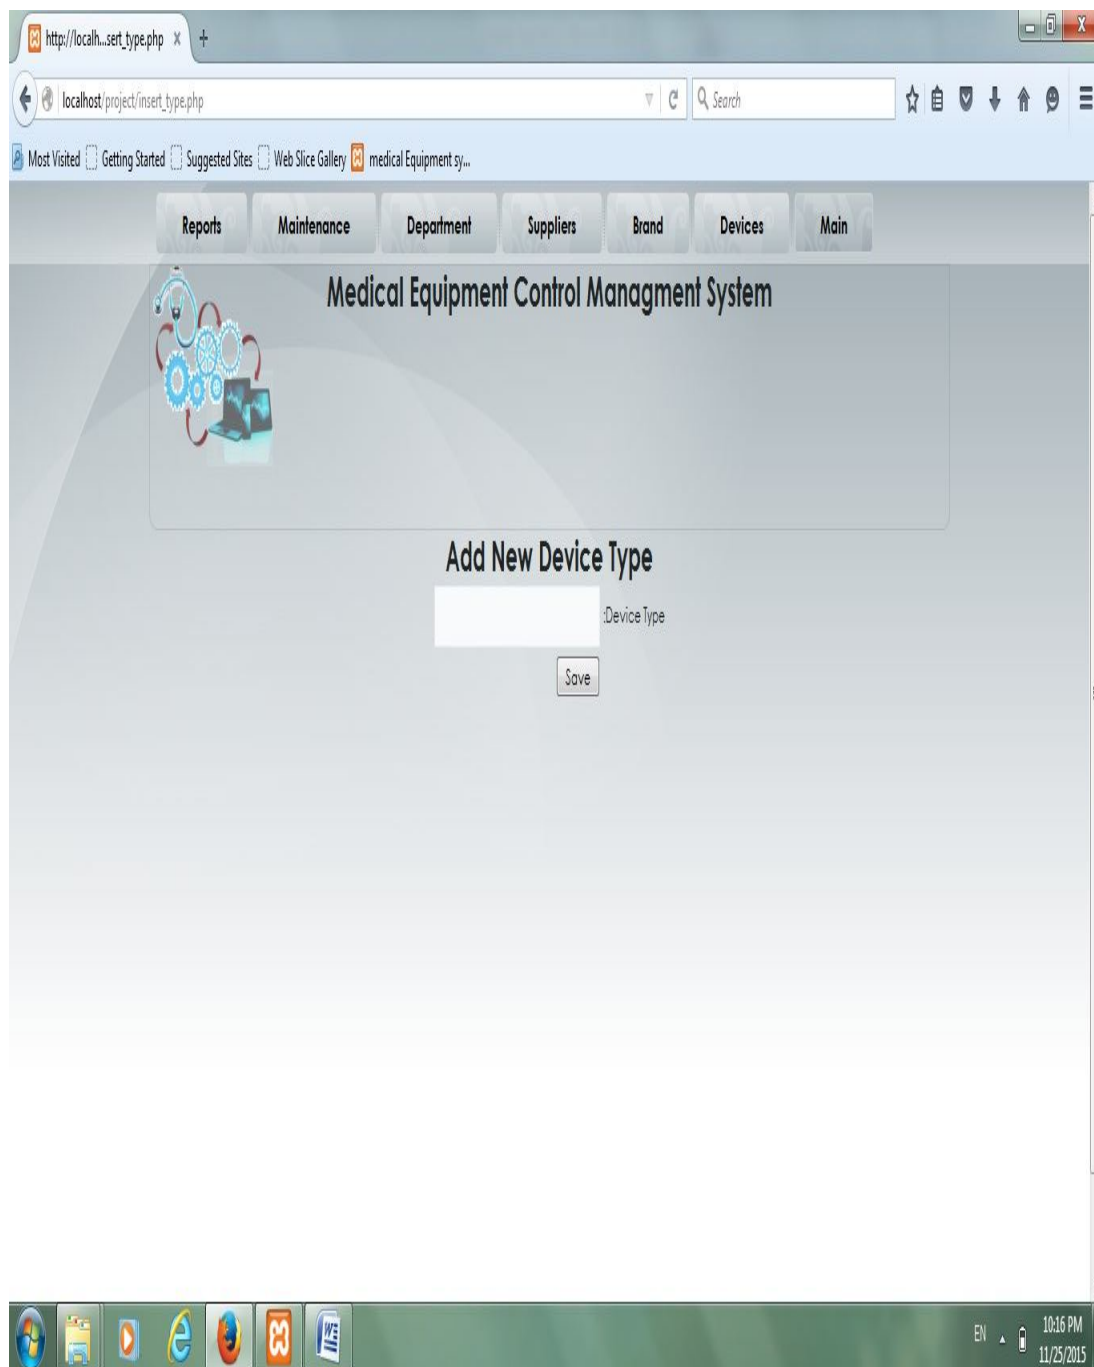 http://localh...sert_type.php
localhost/project/insert_type.php
Search
Most Visited Getting Started Suggested Sites Web Slice Gallery medical Equipment sy...
Reports Maintenance Department Suppliers Brand Devices Main
Medical Equipment Control Managment System
Add New Device Type
:Device Type
Save
EN
10:16 PM
11/25/2015